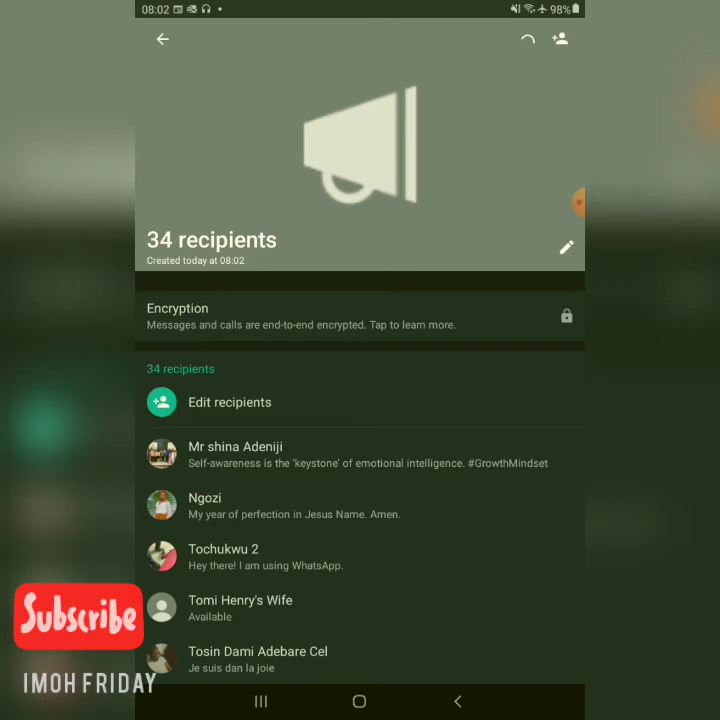 08:02
98%
34 recipients
Created today at 08:02
Encryption
Messages and calls are end-to-end encrypted. Tap to learn more.
34 recipients
Edit recipients
Mr shina Adeniji
Self-awareness is the 'keystone' of emotional intelligence. #GrowthMindset
Ngozi
My year of perfection in Jesus Name. Amen.
Tochukwu 2
Hey there! I am using WhatsApp.
Tomi Henry's Wife
Available
Tosin Dami Adebare Cel
Je suis dan la joie
Subscribe
IMOH FRIDAY